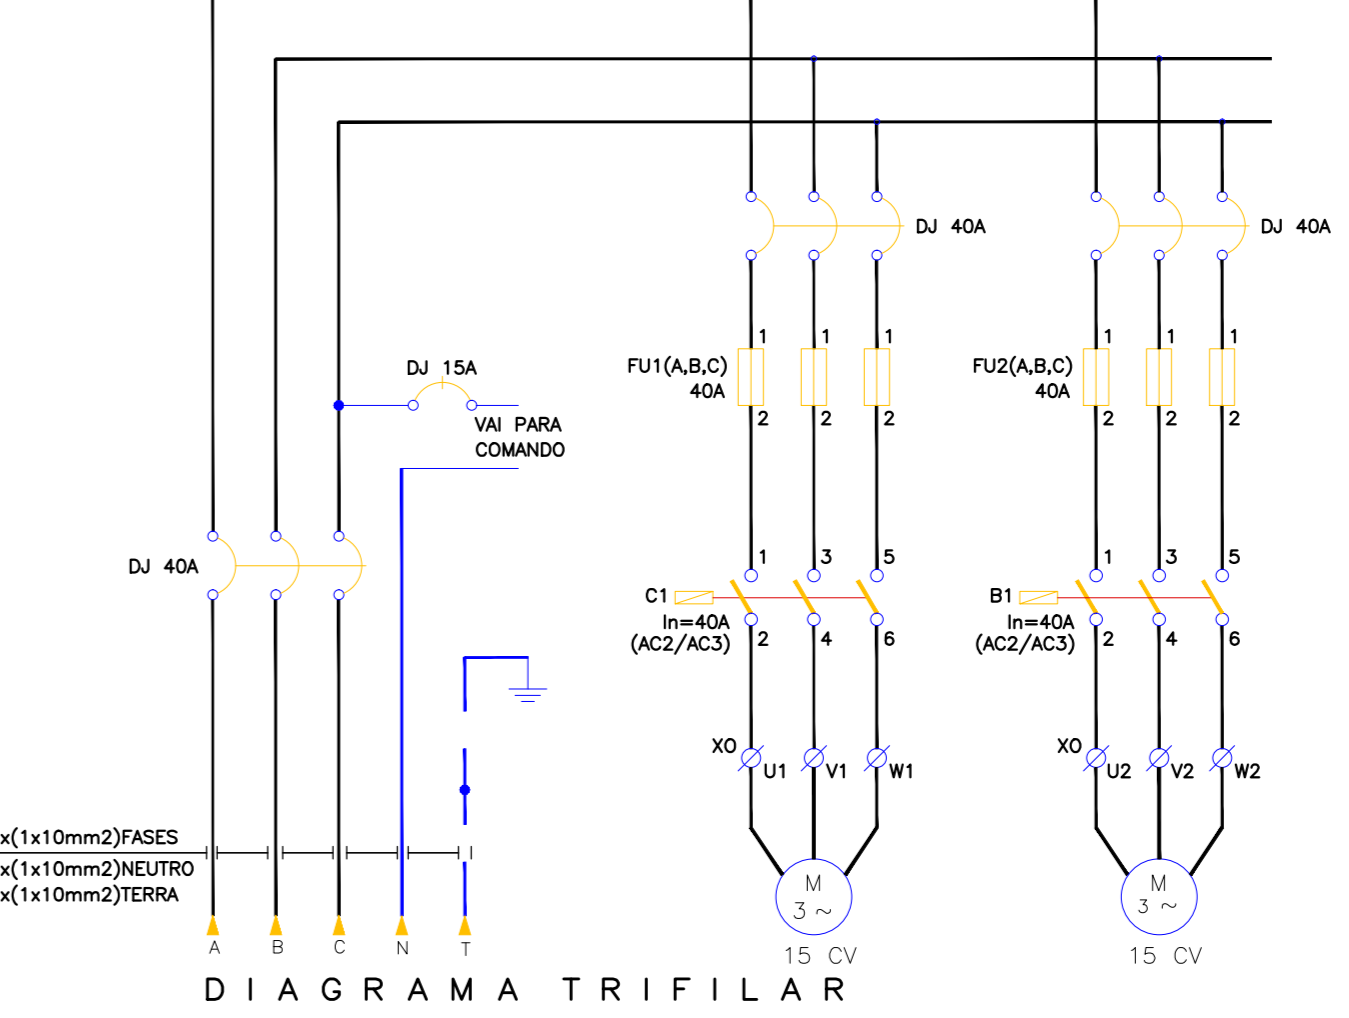 DJ 40A
DJ 40A
1
1
1
1
1
1
FU1(A,B,C)
40A
FU2(A,B,C)
40A
2
2
2
2
2
2
DJ 15A
VAI PARA
COMANDO
DJ 40A
1
3
5
1
3
5
C1
In=40A
(AC2/AC3)
B1
In=40A
(AC2/AC3)
2
4
6
2
4
6
X0
U1
V1
W1
X0
U2
V2
W2
x(1x10mm2)FASES
x(1x10mm2)NEUTRO
x(1x10mm2)TERRA
M
3 ~
M
3 ~
A
B
C
N
T
15 CV
15 CV
DIAGRAMA TRIFILAR